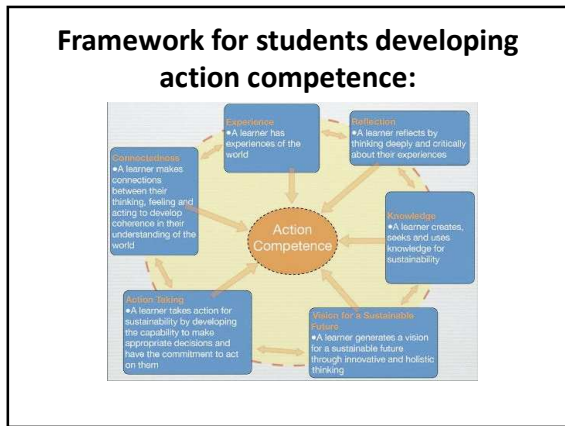 Framework for students developing
action competence:
Experience
•A learner has
experiences of the
world
Reflection
•A learner reflects by
thinking deeply and critically
about their experiences
Connectedness
•A learner makes
connections
between their
thinking, feeling and
acting to develop
coherence in their
understanding of the
world
Action
Competence
Knowledge
•A learner creates,
seeks and uses
knowledge for
sustainability
Action Taking
•A learner takes action for
sustainability by developing
the capability to make
appropriate decisions and
have the commitment to act
on them
Vision for a Sustainable
Future
•A learner generates a vision
for a sustainable future
through innovative and holistic
thinking